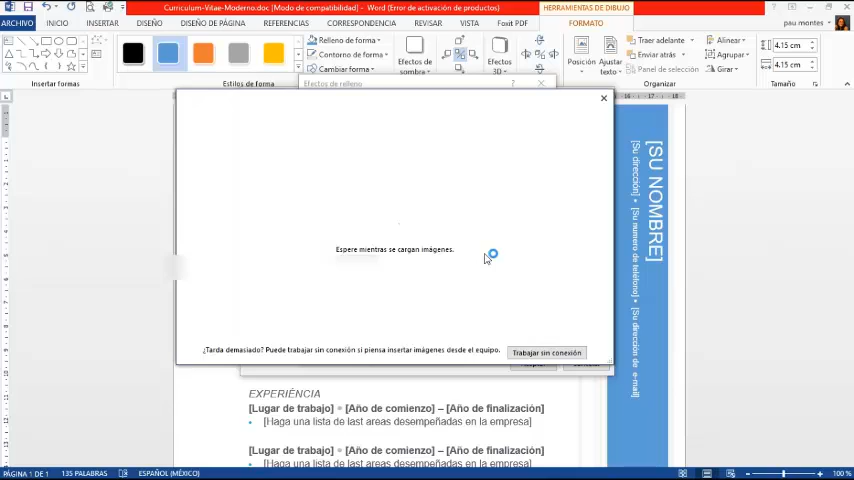 Curriculum-Vitae-Moderno.doc [Modo de compatibilidad] - Word (Error de activación de productos)
HERRAMIENTAS DE DIBUJO
ARCHIVO INICIO INSERTAR DISEÑO DISEÑO DE PÁGINA REFERENCIAS CORRESPONDENCIA REVISAR VISTA Foxit PDF FORMATO
pau montes
Relleno de forma
Contorno de forma
Cambiar forma
Efectos de sombra
Efectos 3D
Posición
Ajustar texto
Traer adelante
Enviar atrás
Panel de selección
Alinear
Agrupar
Girar
4.15 cm
4.15 cm
Insertar formas
Estilos de forma
Organizar
Tamaño
Efectos de relleno
16 17 18
Espere mientras se cargan imágenes.
¿Tarda demasiado? Puede trabajar sin conexión si piensa insertar imágenes desde el equipo.
Trabajar sin conexión
[SU NOMBRE]
[Su dirección] • [Su numero de teléfono] • [Su dirección de e-mail]
EXPERIÊNCIA
[Lugar de trabajo] • [Año de comienzo] – [Año de finalización]
• [Haga una lista de last areas desempeñadas en la empresa]
[Lugar de trabajo] • [Año de comienzo] – [Año de finalización]
• [Haga una lista de last areas desempeñadas en la empresa]
PÁGINA 1 DE 1 135 PALABRAS ESPAÑOL (MÉXICO)
100 %